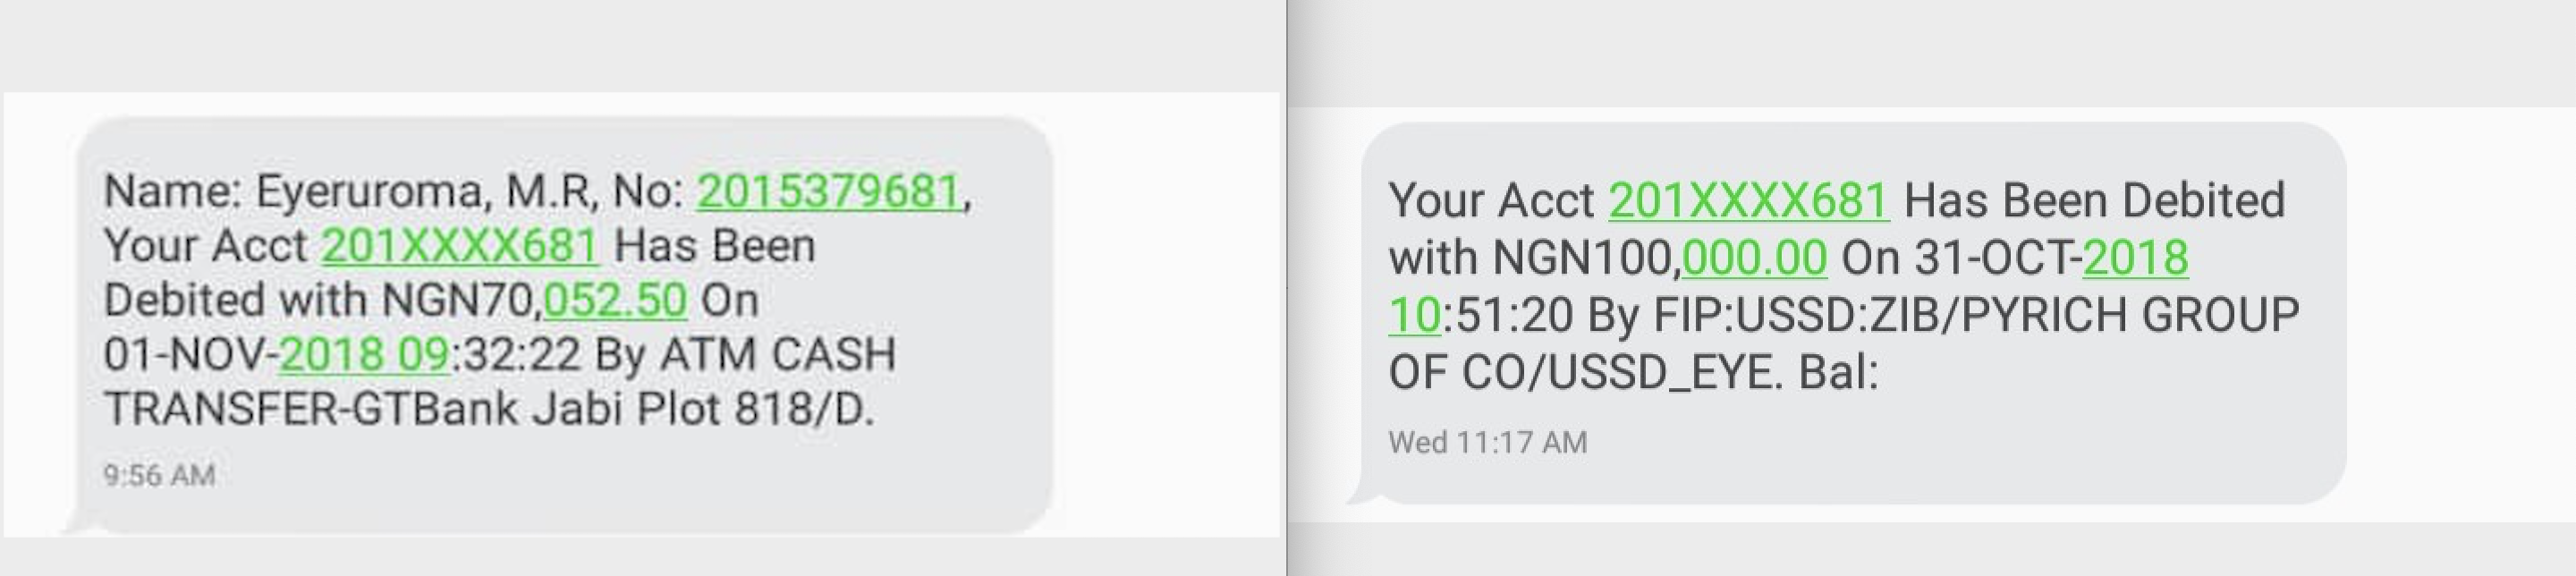 Name: Eyeruroma, M.R, No: 2015379681,
Your Acct 201XXXX681 Has Been
Debited with NGN70,052.50 On
01-NOV-2018 09:32:22 By ATM CASH
TRANSFER-GTBank Jabi Plot 818/D.
9:56 AM
Your Acct 201XXXX681 Has Been Debited
with NGN100,000.00 On 31-OCT-2018
10:51:20 By FIP:USSD:ZIB/PYRICH GROUP
OF CO/USSD_EYE. Bal:
Wed 11:17 AM